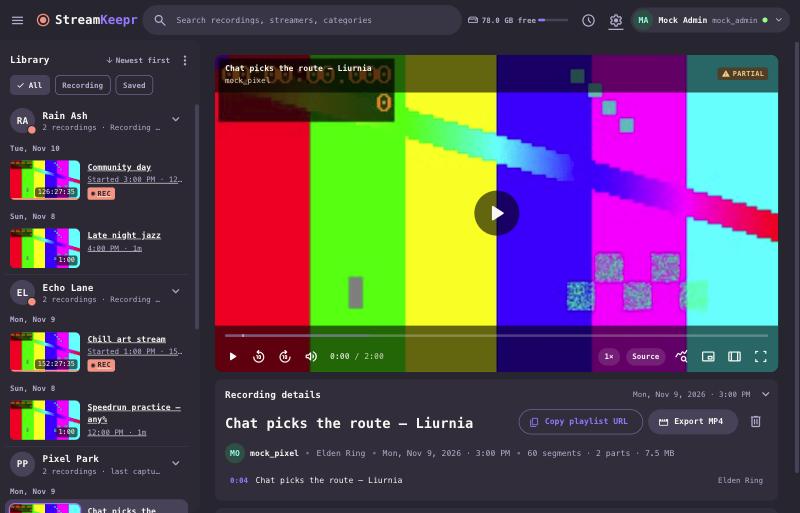 StreamKeepr
Search recordings, streamers, categories
78.0 GB free
MA
Mock Admin mock_admin
Library
Newest first
All
Recording
Saved
RA
Rain Ash
2 recordings · Recording …
Tue, Nov 10
Community day
Started 3:00 PM · 12…
126:27:35
REC
Sun, Nov 8
Late night jazz
4:00 PM · 1m
1:00
EL
Echo Lane
2 recordings · Recording …
Mon, Nov 9
Chill art stream
Started 1:00 PM · 15…
152:27:35
REC
Sun, Nov 8
Speedrun practice —
any%
12:00 PM · 1m
1:00
PP
Pixel Park
2 recordings · last captu…
Mon, Nov 9
Chat picks the
Chat picks the route — Liurnia
mock_pixel
0
PARTIAL
10
10
0:00 / 2:00
1×
Source
Recording details
Mon, Nov 9, 2026 · 3:00 PM
Chat picks the route — Liurnia
Copy playlist URL
Export MP4
MO
mock_pixel • Elden Ring • Mon, Nov 9, 2026 · 3:00 PM • 60 segments · 2 parts · 7.5 MB
0:04 Chat picks the route — Liurnia
Elden Ring